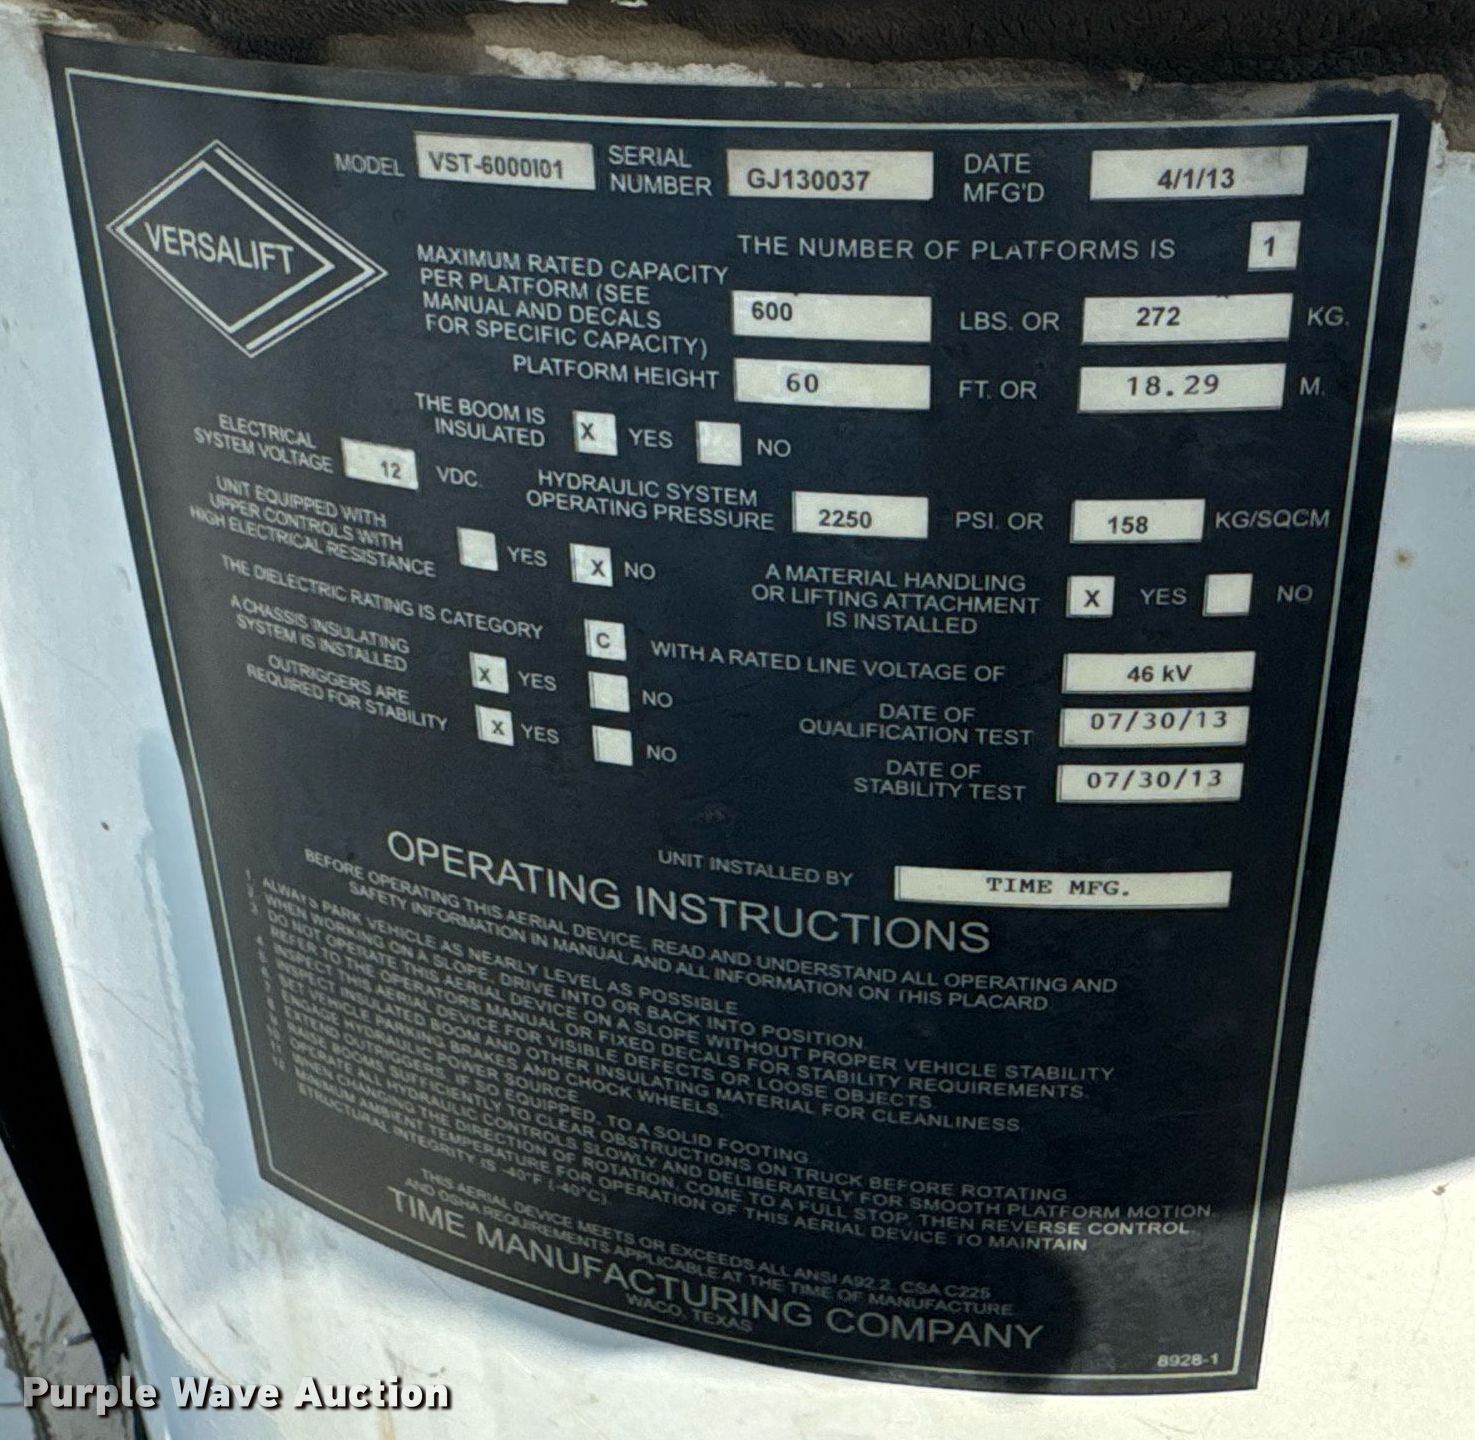 VERSALIFT
MODEL VST-6000I01 SERIAL NUMBER GJ130037 DATE MFG'D 4/1/13
THE NUMBER OF PLATFORMS IS 1
MAXIMUM RATED CAPACITY
PER PLATFORM (SEE
MANUAL AND DECALS
FOR SPECIFIC CAPACITY) 600 LBS. OR 272 KG.
PLATFORM HEIGHT 60 FT. OR 18.29 M.
THE BOOM IS
INSULATED X YES NO
ELECTRICAL
SYSTEM VOLTAGE 12 VDC.
HYDRAULIC SYSTEM
OPERATING PRESSURE 2250 PSI. OR 158 KG/SQCM
UNIT EQUIPPED WITH
UPPER CONTROLS WITH
HIGH ELECTRICAL RESISTANCE YES X NO
A MATERIAL HANDLING
OR LIFTING ATTACHMENT
IS INSTALLED X YES NO
THE DIELECTRIC RATING IS CATEGORY C WITH A RATED LINE VOLTAGE OF 46 kV
A CHASSIS INSULATING
SYSTEM IS INSTALLED X YES NO
DATE OF
QUALIFICATION TEST 07/30/13
OUTRIGGERS ARE
REQUIRED FOR STABILITY X YES NO
DATE OF
STABILITY TEST 07/30/13
UNIT INSTALLED BY TIME MFG.
OPERATING INSTRUCTIONS
BEFORE OPERATING THIS AERIAL DEVICE, READ AND UNDERSTAND ALL OPERATING AND
SAFETY INFORMATION IN MANUAL AND ALL INFORMATION ON THIS PLACARD.
1. ALWAYS PARK VEHICLE AS NEARLY LEVEL AS POSSIBLE.
2. WHEN WORKING ON A SLOPE, DRIVE INTO OR BACK INTO POSITION.
3. DO NOT OPERATE THIS AERIAL DEVICE ON A SLOPE WITHOUT PROPER VEHICLE STABILITY
REFER TO THE OPERATORS MANUAL OR FIXED DECALS FOR STABILITY REQUIREMENTS.
4. INSPECT THIS AERIAL DEVICE FOR VISIBLE DEFECTS OR LOOSE OBJECTS.
5. INSPECT INSULATED BOOM AND OTHER INSULATING MATERIAL FOR CLEANLINESS.
6. SET VEHICLE PARKING BRAKES AND CHOCK WHEELS.
7. ENGAGE HYDRAULIC POWER SOURCE.
8. EXTEND OUTRIGGERS, IF SO EQUIPPED, TO A SOLID FOOTING.
9. RAISE BOOMS SUFFICIENTLY TO CLEAR OBSTRUCTIONS ON TRUCK BEFORE ROTATING
10. OPERATE ALL HYDRAULIC CONTROLS SLOWLY AND DELIBERATELY FOR SMOOTH PLATFORM MOTION.
11. WHEN CHANGING THE DIRECTION OF ROTATION, COME TO A FULL STOP, THEN REVERSE CONTROL.
12. MINIMUM AMBIENT TEMPERATURE FOR OPERATION OF THIS AERIAL DEVICE TO MAINTAIN
STRUCTURAL INTEGRITY IS -40°F (-40°C).
THIS AERIAL DEVICE MEETS OR EXCEEDS ALL ANSI A92.2, CSA C225
AND OSHA REQUIREMENTS APPLICABLE AT THE TIME OF MANUFACTURE
TIME MANUFACTURING COMPANY
WACO, TEXAS
8928-1
Purple Wave Auction